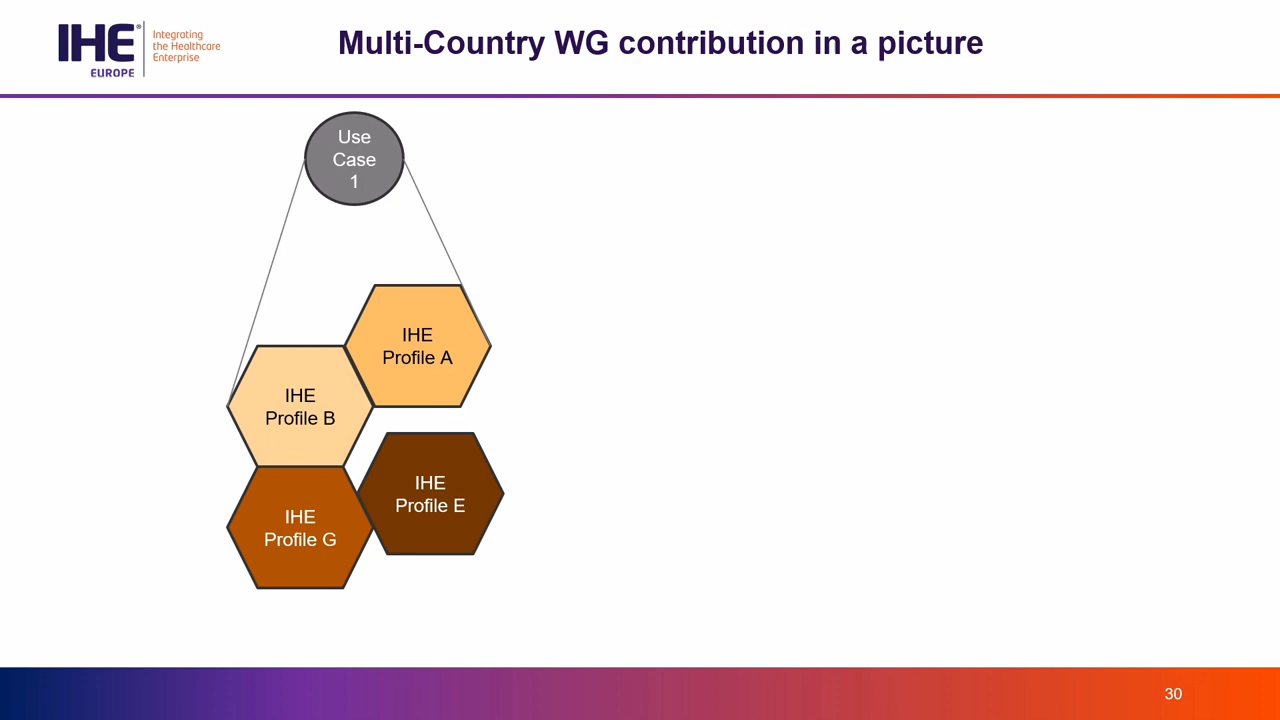 IHE®
EUROPE
Integrating
the Healthcare
Enterprise
Multi-Country WG contribution in a picture
Use
Case
1
IHE
Profile A
IHE
Profile B
IHE
Profile E
IHE
Profile G
30